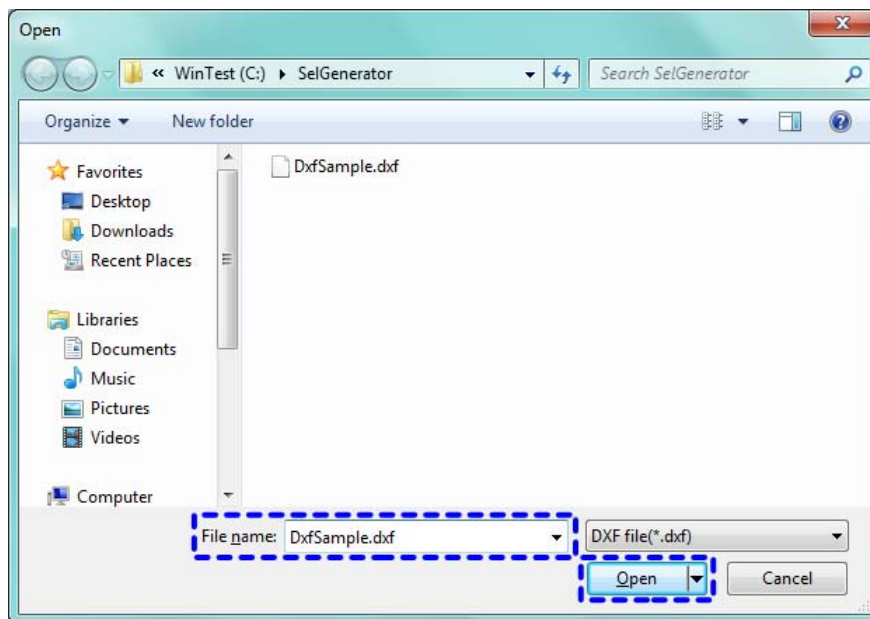 Open
« WinTest (C:) ▸ SelGenerator
Search SelGenerator
Organize
New folder
Favorites
DxfSample.dxf
Desktop
Downloads
Recent Places
Libraries
Documents
Music
Pictures
Videos
Computer
File name: DxfSample.dxf
DXF file(*.dxf)
Open
Cancel